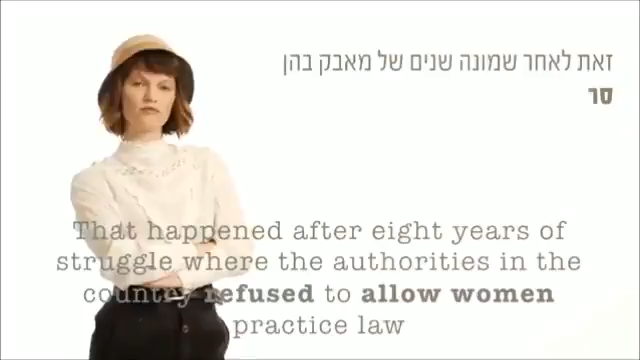 זאת לאחר שמונה שנים של מאבק בהן
סר
That happened after eight years of
struggle where the authorities in the
country refused to allow women
practice law